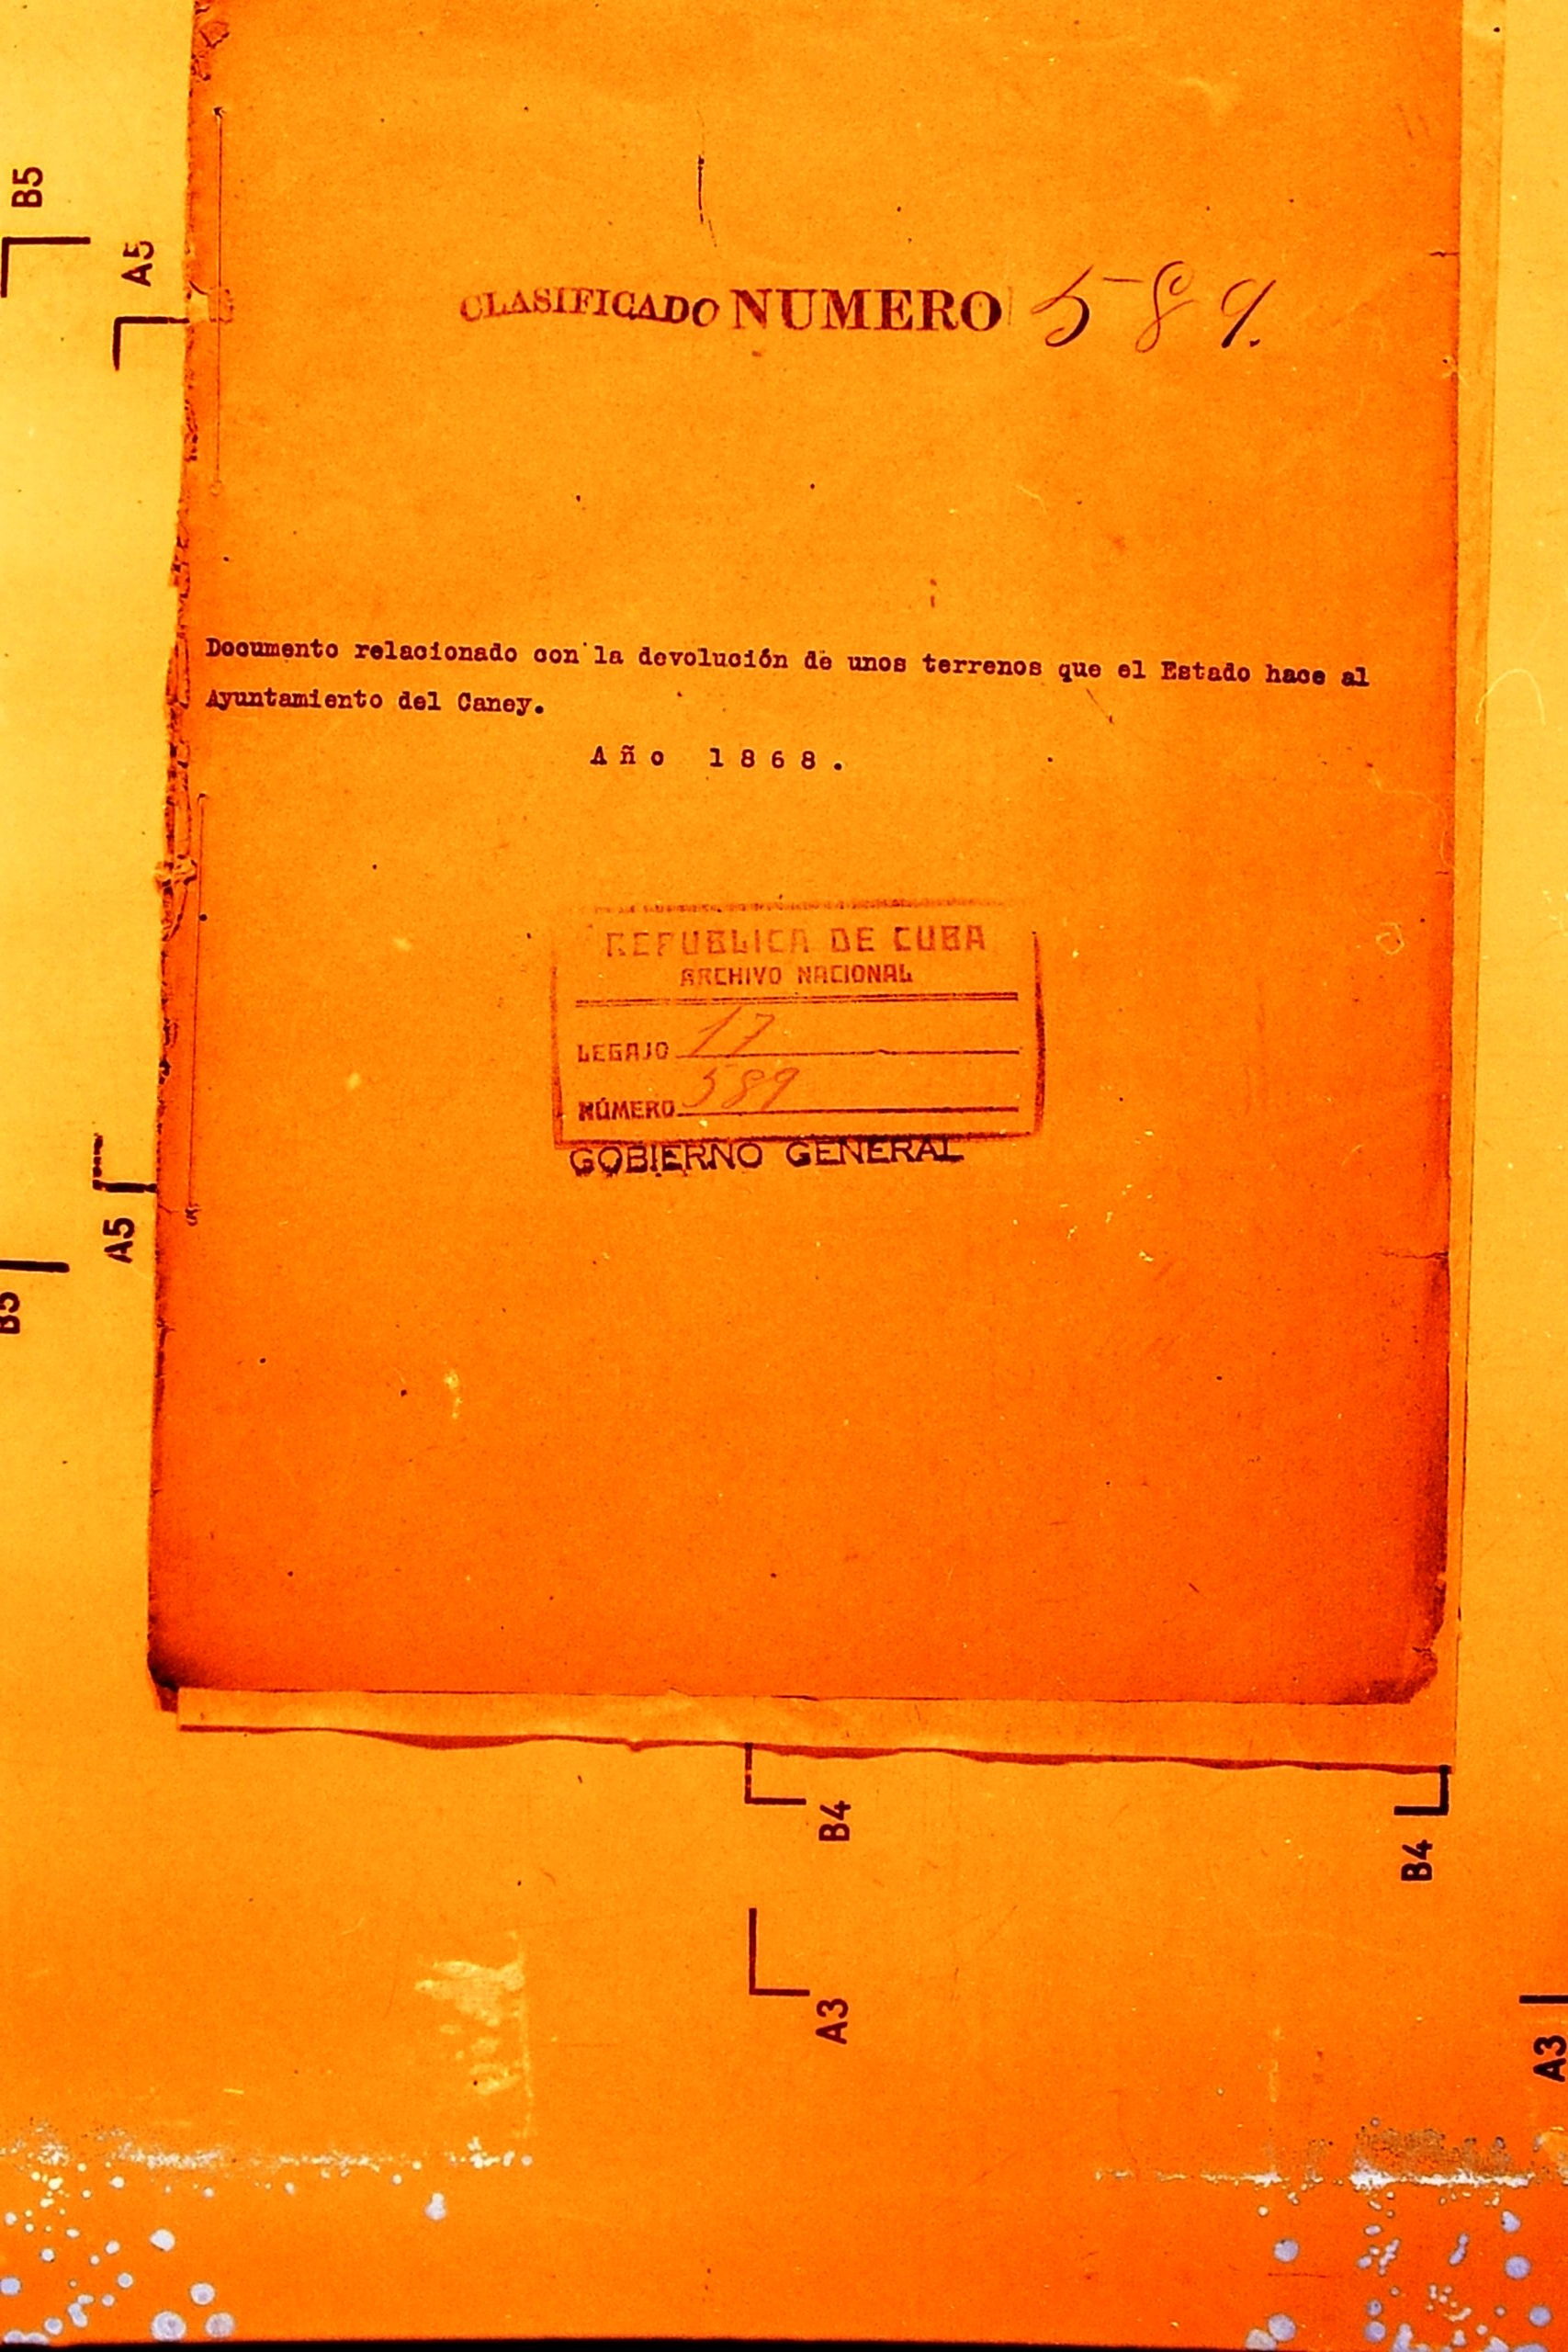 B5
A5
CLASIFICADO NUMERO 589.
Documento relacionado con la devolución de unos terrenos que el Estado hace al
Ayuntamiento del Caney.
Año 1868.
REPUBLICA DE CUBA
ARCHIVO NACIONAL
LEGAJO 17
NÚMERO 589
GOBIERNO GENERAL
A5
B5
B4
B4
A3
A3